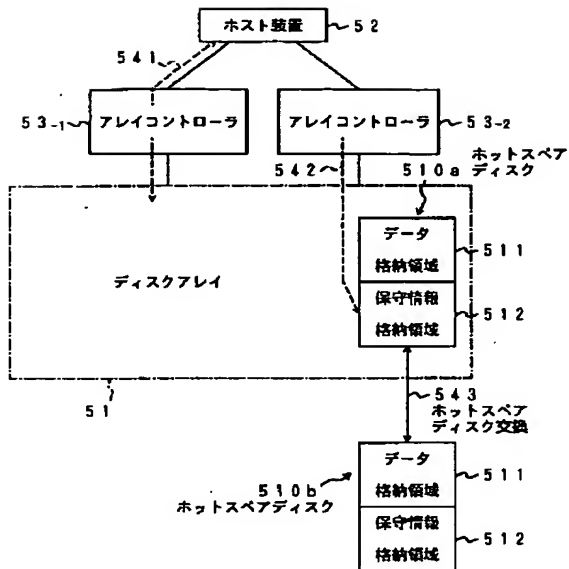 ホスト装置
52
541
53-1
アレイコントローラ
アレイコントローラ
53-2
542
510a
ホットスペア
ディスク
データ
格納領域
511
保守情報
格納領域
512
ディスクアレイ
51
543
ホットスペア
ディスク交換
データ
格納領域
511
510b
ホットスペアディスク
保守情報
格納領域
512